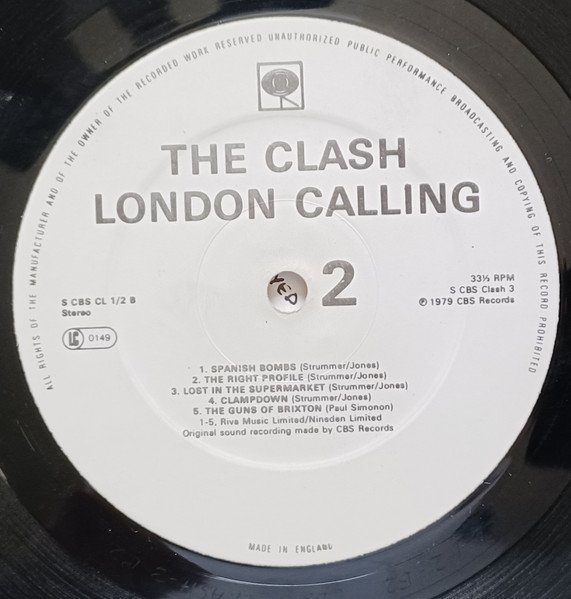 ALL RIGHTS OF THE MANUFACTURER AND OF THE OWNER OF THE RECORDED WORK RESERVED UNAUTHORIZED PUBLIC PERFORMANCE BROADCASTING AND COPYING OF THIS RECORD PROHIBITED
THE CLASH
LONDON CALLING
2
S CBS CL 1/2 B
Stereo
LC 0149
33⅓ RPM
S CBS Clash 3
℗ 1979 CBS Records
1. SPANISH BOMBS (Strummer/Jones)
2. THE RIGHT PROFILE (Strummer/Jones)
3. LOST IN THE SUPERMARKET (Strummer/Jones)
4. CLAMPDOWN (Strummer/Jones)
5. THE GUNS OF BRIXTON (Paul Simonon)
1-5, Riva Music Limited/Ninsden Limited
Original sound recording made by CBS Records
MADE IN ENGLAND